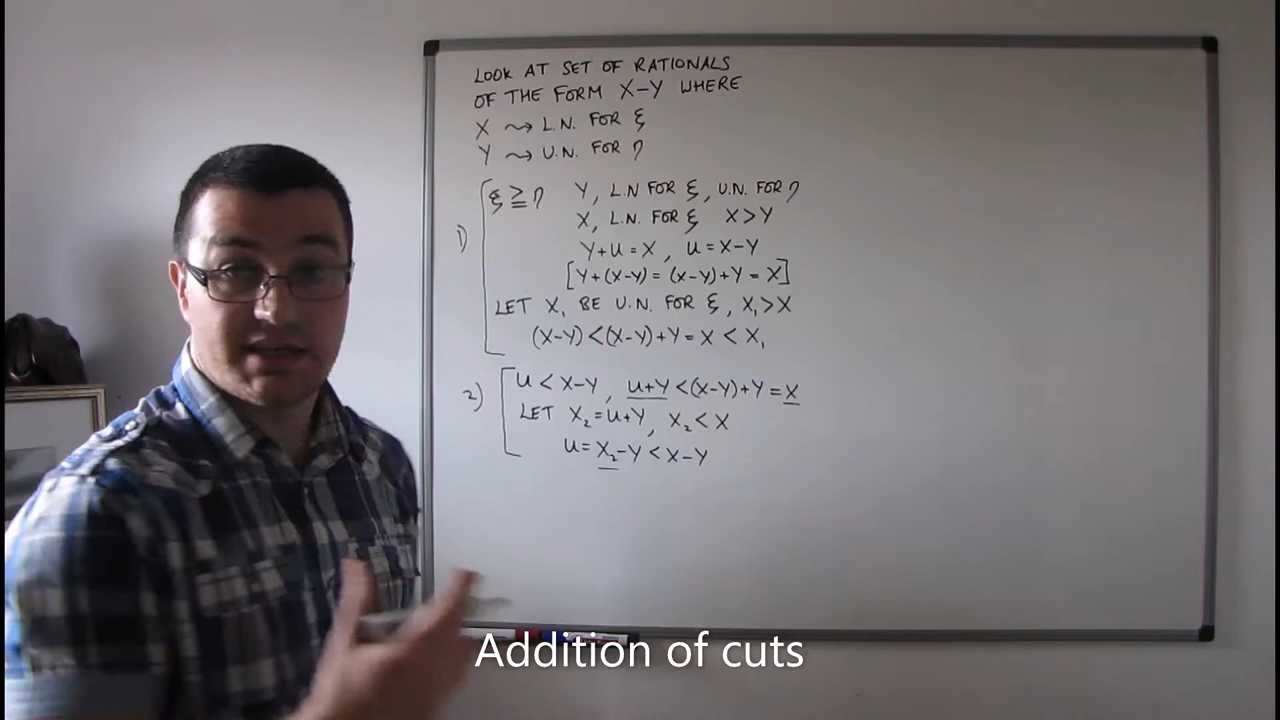 LOOK AT SET OF RATIONALS
OF THE FORM X-Y WHERE
X ⇝ L.N. FOR ξ
Y ⇝ U.N. FOR η
1) ξ ≧ η Y, L.N FOR ξ, U.N. FOR η
X, L.N. FOR ξ X>Y
Y+U=X, U=X-Y
[Y+(X-Y)=(X-Y)+Y=X]
LET X₁ BE U.N. FOR ξ, X₁>X
(X-Y)<(X-Y)+Y=X<X₁
2) U<X-Y, U+Y<(X-Y)+Y=X
LET X₂=U+Y, X₂<X
U=X₂-Y<X-Y
Addition of cuts